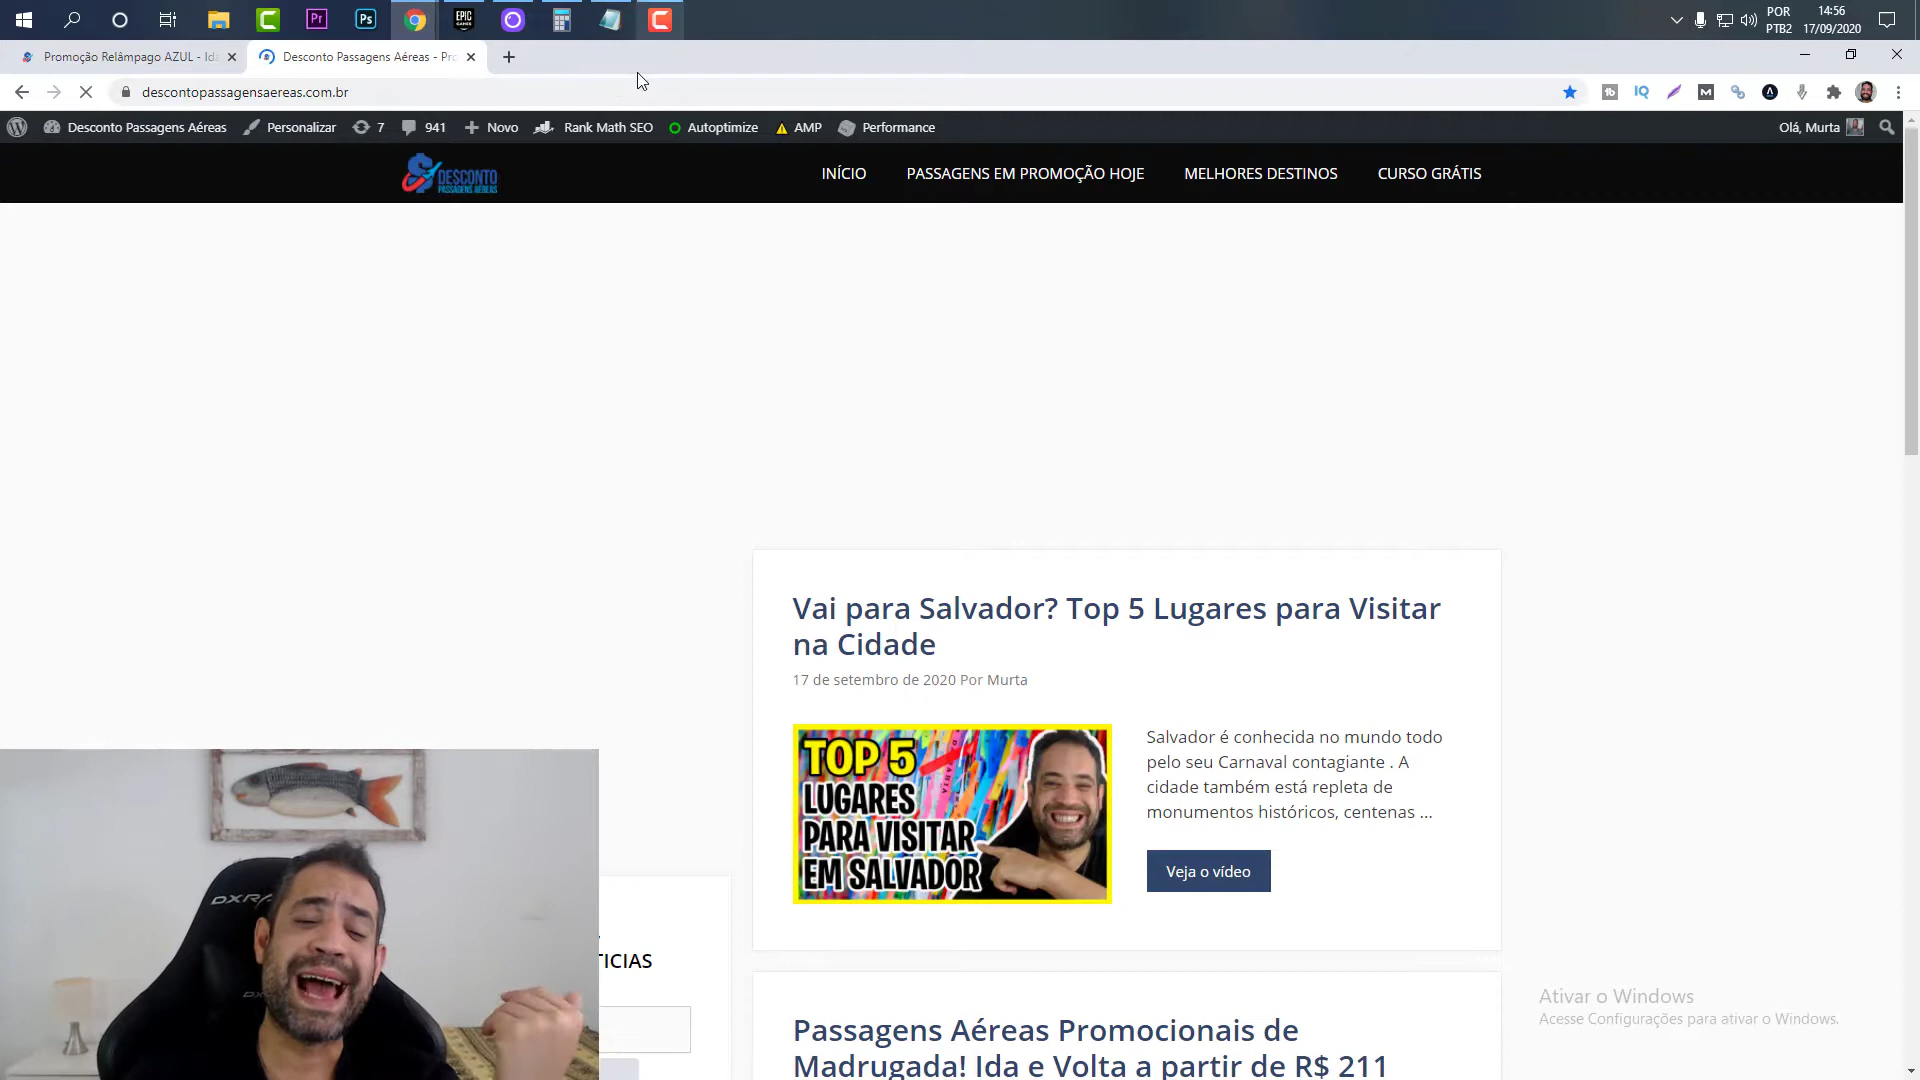 POR
PTB2
14:56
17/09/2020
Promoção Relâmpago AZUL - Ida
Desconto Passagens Aéreas - Pro
descontopassagensaereas.com.br
Desconto Passagens Aéreas
Personalizar
7
941
Novo
Rank Math SEO
Autoptimize
AMP
Performance
Olá, Murta
DESCONTO
PASSAGENS AÉREAS
INÍCIO
PASSAGENS EM PROMOÇÃO HOJE
MELHORES DESTINOS
CURSO GRÁTIS
Vai para Salvador? Top 5 Lugares para Visitar
na Cidade
17 de setembro de 2020 Por Murta
TOP 5
LUGARES
PARA VISITAR
EM SALVADOR
Salvador é conhecida no mundo todo
pelo seu Carnaval contagiante . A
cidade também está repleta de
monumentos históricos, centenas ...
Veja o vídeo
TICIAS
DXRA
Passagens Aéreas Promocionais de
Madrugada! Ida e Volta a partir de R$ 211
Ativar o Windows
Acesse Configurações para ativar o Windows.